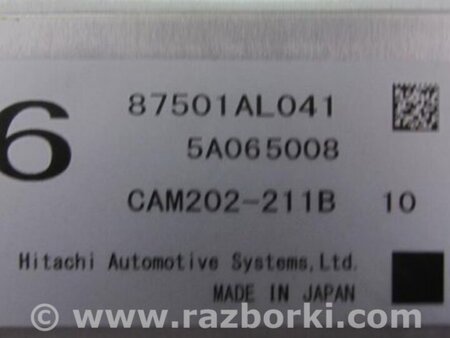 6
87501AL041
5A065008
CAM202-211B 10
Hitachi Automotive Systems,Ltd.
MADE IN JAPAN
© www.razborki.com